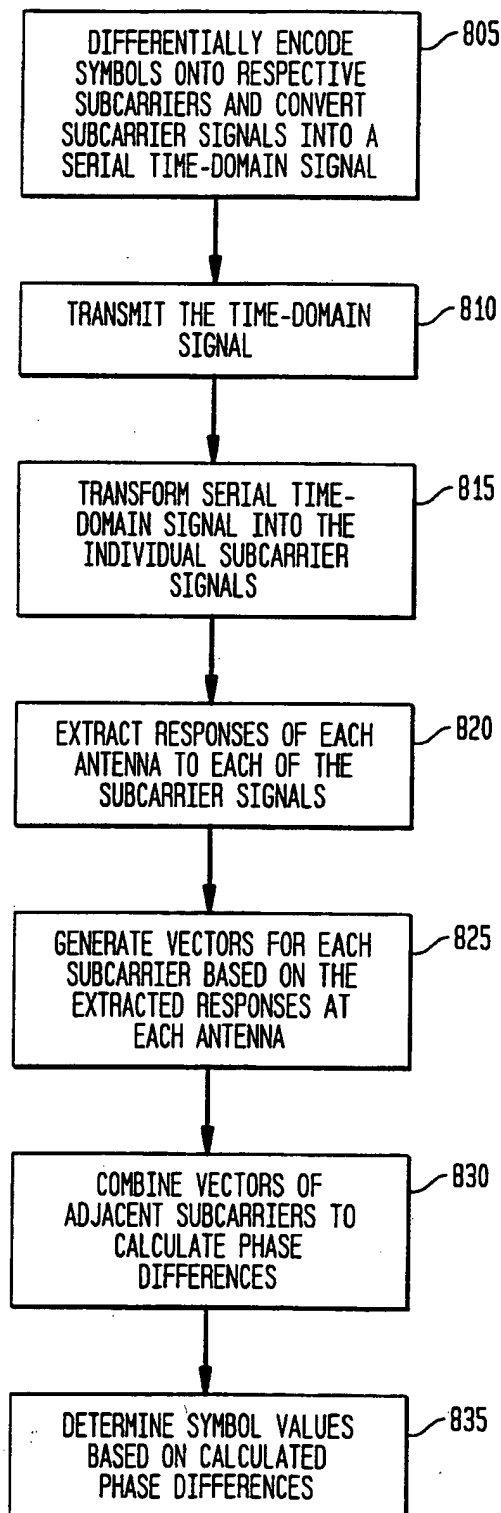 DIFFERENTIALLY ENCODE
SYMBOLS ONTO RESPECTIVE
SUBCARRIERS AND CONVERT
SUBCARRIER SIGNALS INTO A
SERIAL TIME-DOMAIN SIGNAL
805
TRANSMIT THE TIME-DOMAIN
SIGNAL
810
TRANSFORM SERIAL TIME-
DOMAIN SIGNAL INTO THE
INDIVIDUAL SUBCARRIER
SIGNALS
815
EXTRACT RESPONSES OF EACH
ANTENNA TO EACH OF THE
SUBCARRIER SIGNALS
820
GENERATE VECTORS FOR EACH
SUBCARRIER BASED ON THE
EXTRACTED RESPONSES AT
EACH ANTENNA
825
COMBINE VECTORS OF
ADJACENT SUBCARRIERS TO
CALCULATE PHASE
DIFFERENCES
830
DETERMINE SYMBOL VALUES
BASED ON CALCULATED
PHASE DIFFERENCES
835